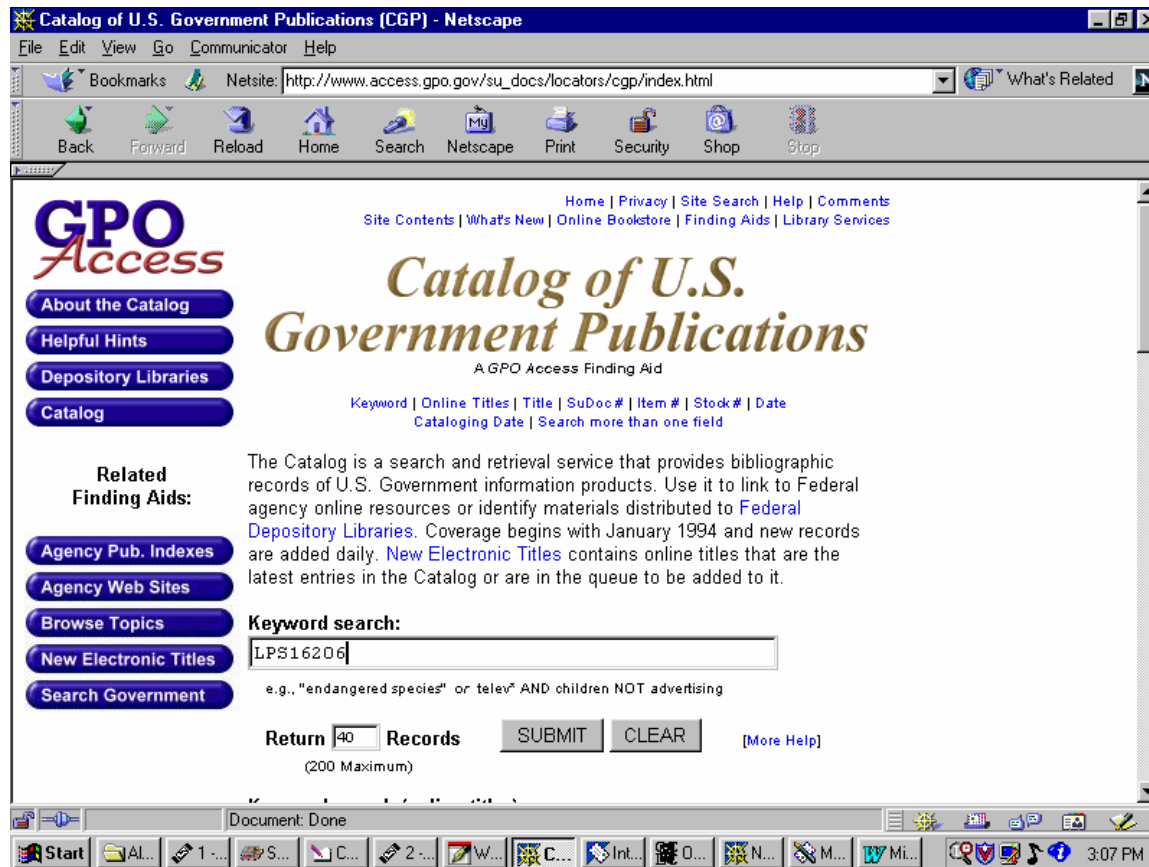 Catalog of U.S. Government Publications (CGP) - Netscape
File Edit View Go Communicator Help
Bookmarks Netsite: http://www.access.gpo.gov/su_docs/locators/cgp/index.html What's Related
My
Back Forward Reload Home Search Netscape Print Security Shop Stop
GPO
Access
Home | Privacy | Site Search | Help | Comments
Site Contents | What's New | Online Bookstore | Finding Aids | Library Services
Catalog of U.S.
Government Publications
A GPO Access Finding Aid
Keyword | Online Titles | Title | SuDoc # | Item # | Stock # | Date
Cataloging Date | Search more than one field
About the Catalog
Helpful Hints
Depository Libraries
Catalog
Related
Finding Aids:
Agency Pub. Indexes
Agency Web Sites
Browse Topics
New Electronic Titles
Search Government
The Catalog is a search and retrieval service that provides bibliographic
records of U.S. Government information products. Use it to link to Federal
agency online resources or identify materials distributed to Federal
Depository Libraries. Coverage begins with January 1994 and new records
are added daily. New Electronic Titles contains online titles that are the
latest entries in the Catalog or are in the queue to be added to it.
Keyword search:
LPS16206
e.g., "endangered species" or telev* AND children NOT advertising
Return 40 Records SUBMIT CLEAR [More Help]
(200 Maximum)
Document: Done
Start Al... 1 -... S... C... 2 -... W... C... Int... O... N... M... Mi... 3:07 PM